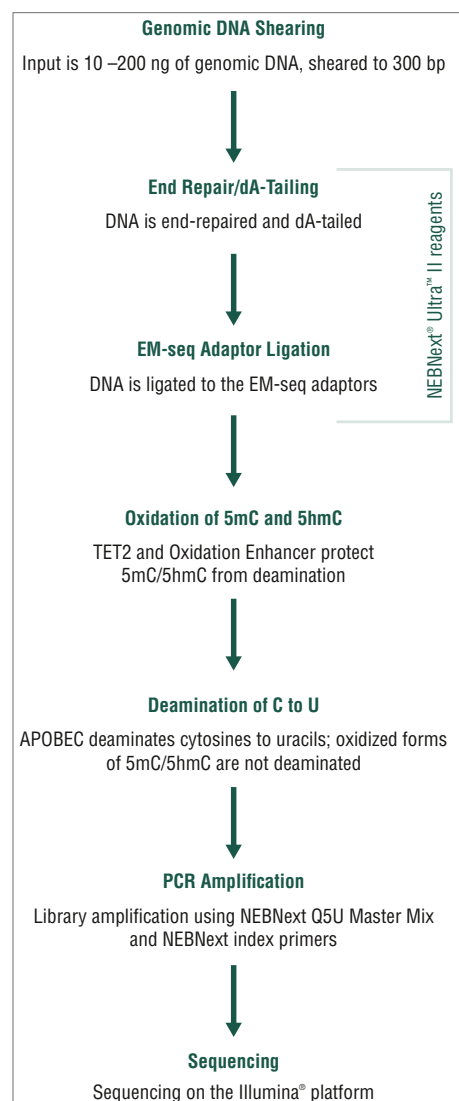 Genomic DNA Shearing
Input is 10 –200 ng of genomic DNA, sheared to 300 bp
End Repair/dA-Tailing
DNA is end-repaired and dA-tailed
NEBNext® Ultra™ II reagents
EM-seq Adaptor Ligation
DNA is ligated to the EM-seq adaptors
Oxidation of 5mC and 5hmC
TET2 and Oxidation Enhancer protect
5mC/5hmC from deamination
Deamination of C to U
APOBEC deaminates cytosines to uracils; oxidized forms
of 5mC/5hmC are not deaminated
PCR Amplification
Library amplification using NEBNext Q5U Master Mix
and NEBNext index primers
Sequencing
Sequencing on the Illumina® platform